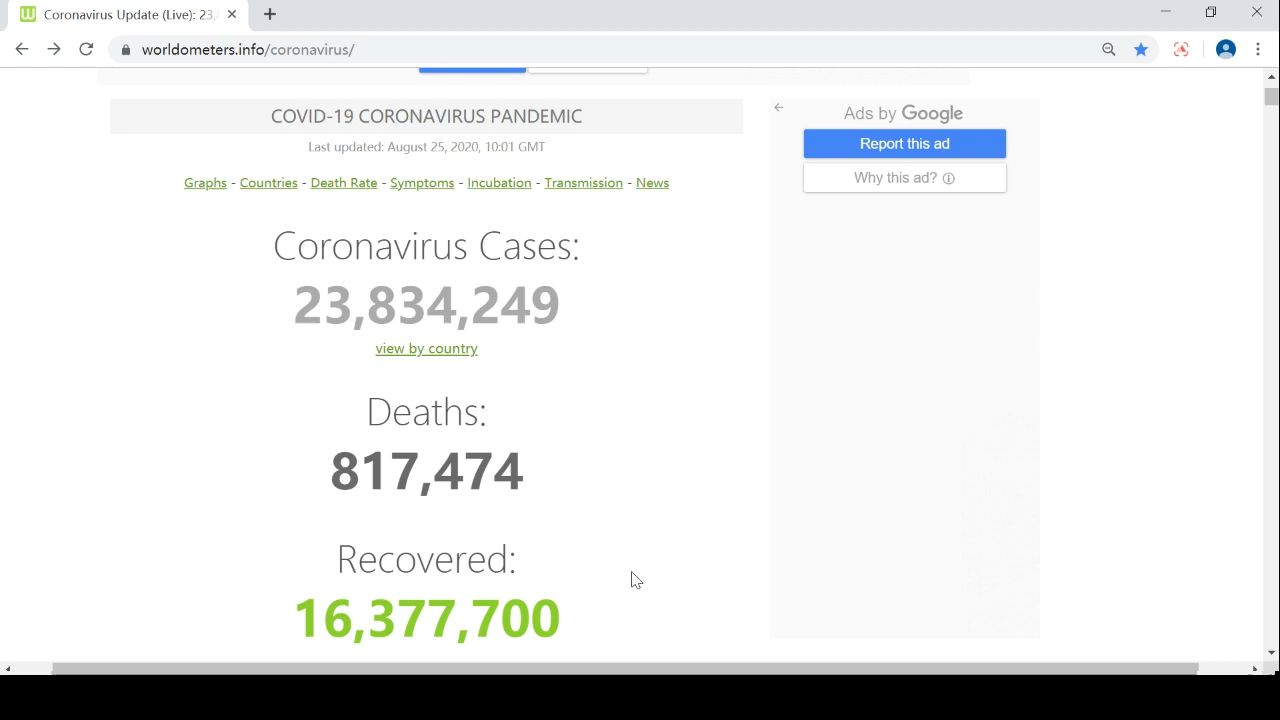 Coronavirus Update (Live): 23,
worldometers.info/coronavirus/
COVID-19 CORONAVIRUS PANDEMIC
Last updated: August 25, 2020, 10:01 GMT
Graphs - Countries - Death Rate - Symptoms - Incubation - Transmission - News
Coronavirus Cases:
23,834,249
view by country
Deaths:
817,474
Recovered:
16,377,700
Ads by Google
Report this ad
Why this ad?